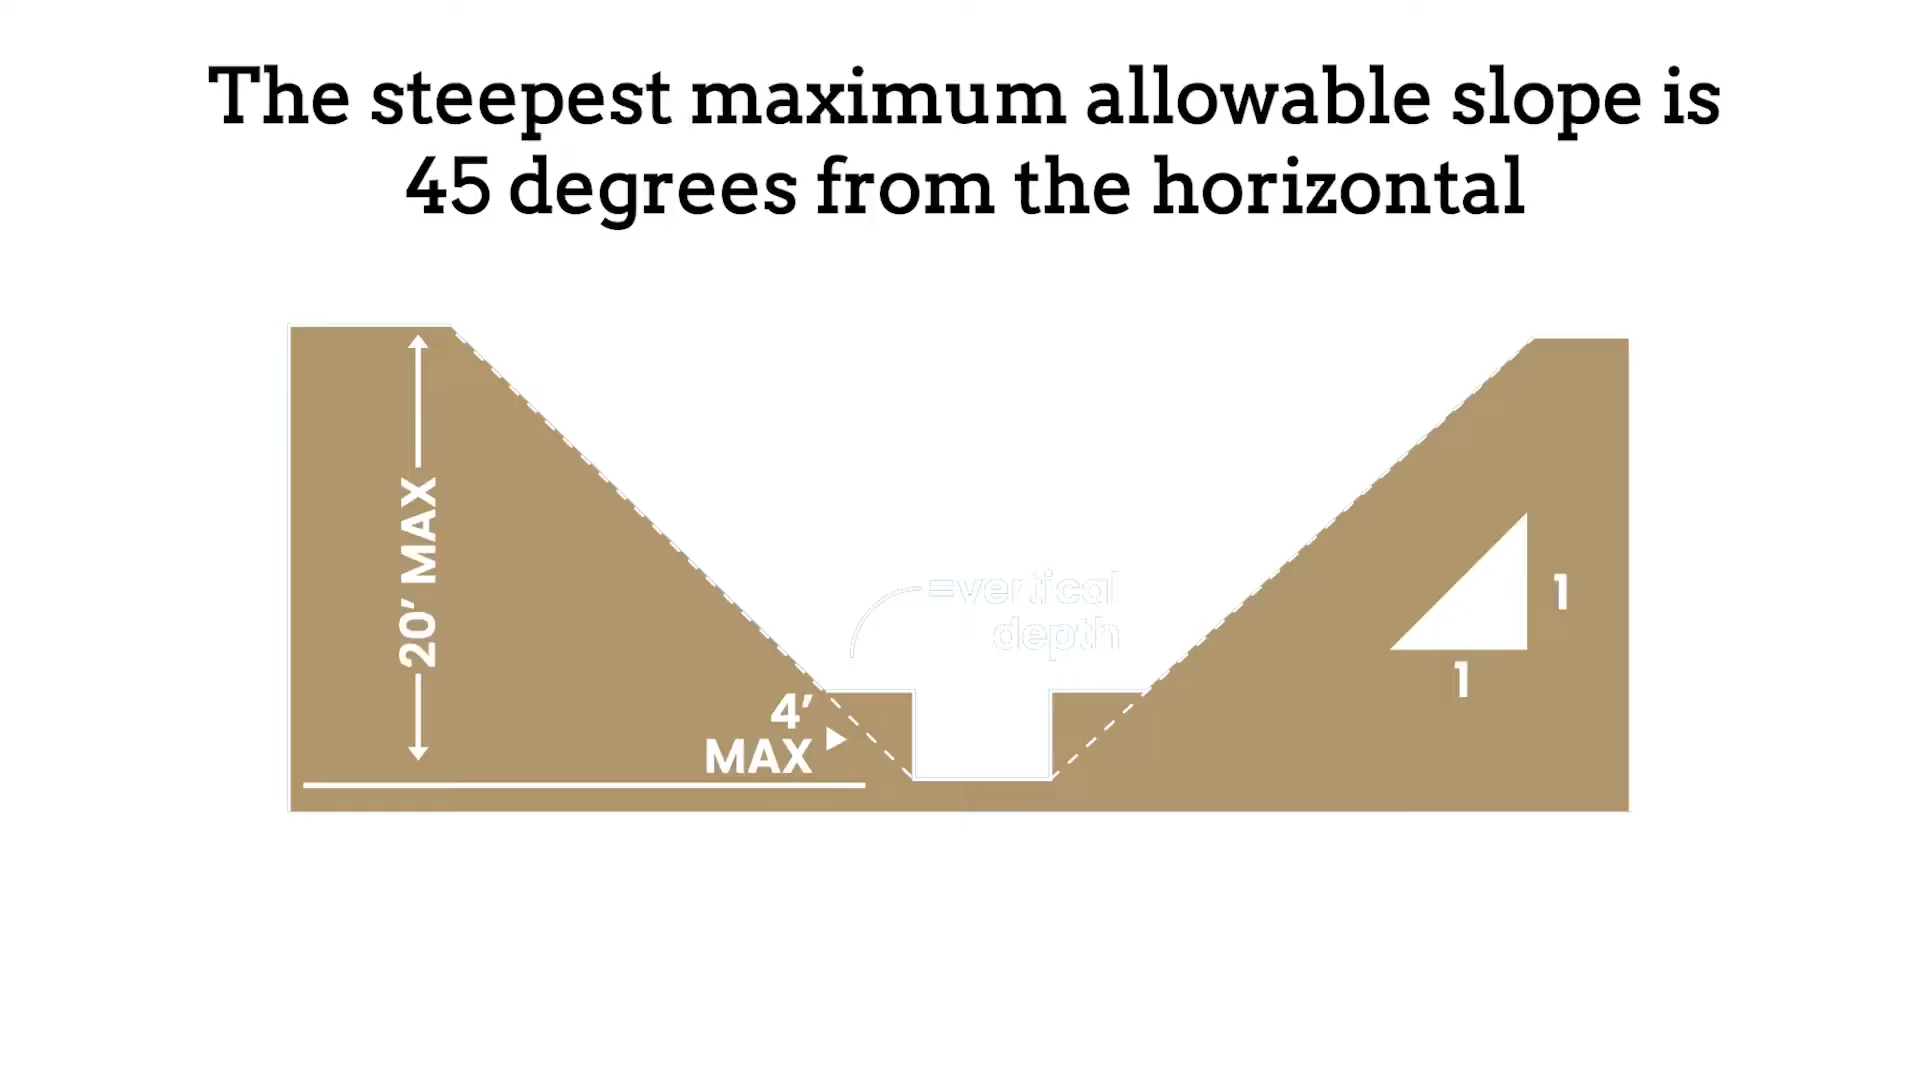 The steepest maximum allowable slope is
45 degrees from the horizontal
20' MAX
=vertical
depth
4'
MAX
1
1